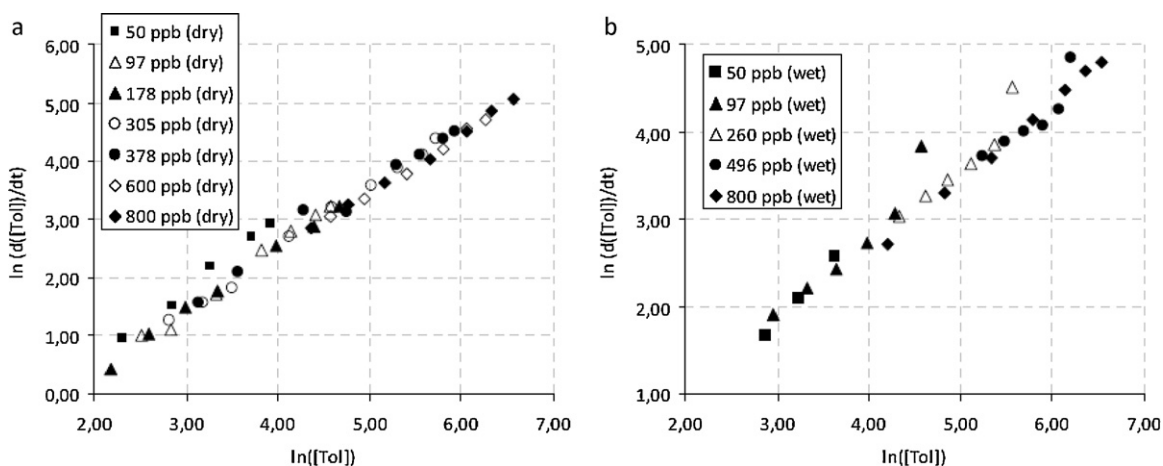 a
50 ppb (dry)
97 ppb (dry)
178 ppb (dry)
305 ppb (dry)
378 ppb (dry)
600 ppb (dry)
800 ppb (dry)
6,00
5,00
4,00
3,00
2,00
1,00
0,00
ln (d([Tol])/dt)
2,00 3,00 4,00 5,00 6,00 7,00
ln([Tol])
b
50 ppb (wet)
97 ppb (wet)
260 ppb (wet)
496 ppb (wet)
800 ppb (wet)
5,00
4,00
3,00
2,00
1,00
ln (d([Tol])/dt)
2,00 3,00 4,00 5,00 6,00 7,00
ln([Tol])